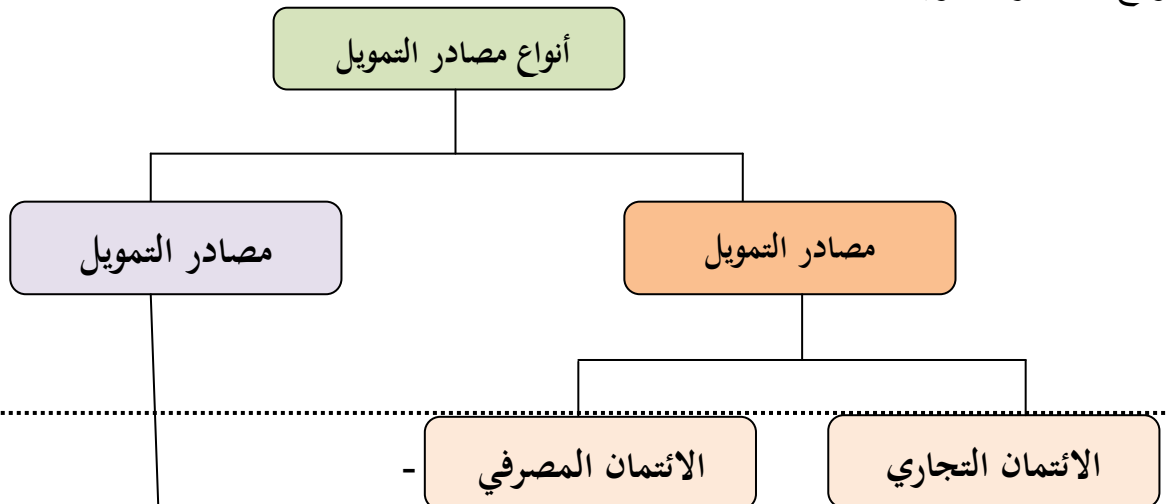 أنواع مصادر التمويل
مصادر التمويل
مصادر التمويل
الائتمان التجاري
الائتمان المصرفي
-